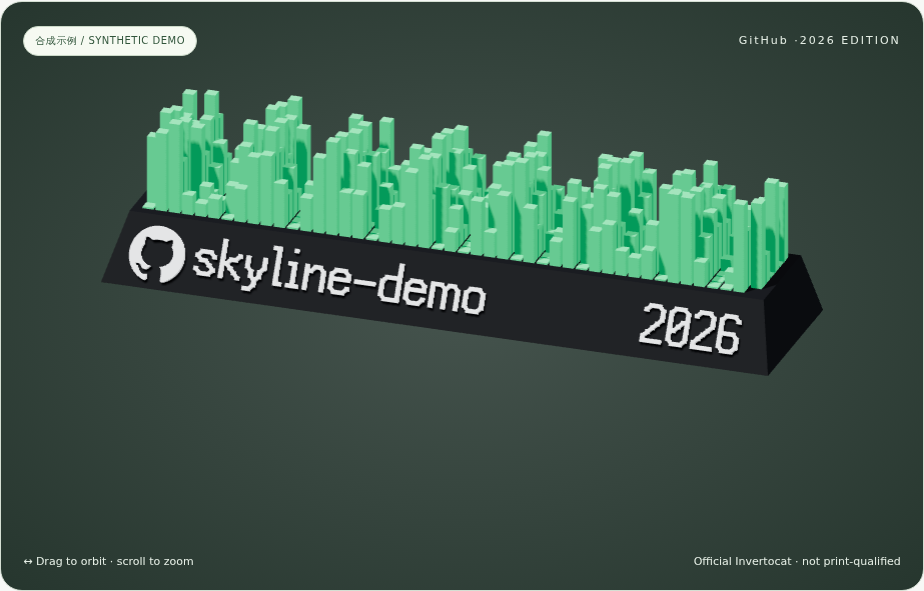 合成示例 / SYNTHETIC DEMO
GitHub ·2026 EDITION
skyline-demo
2026
↔ Drag to orbit · scroll to zoom
Official Invertocat · not print-qualified